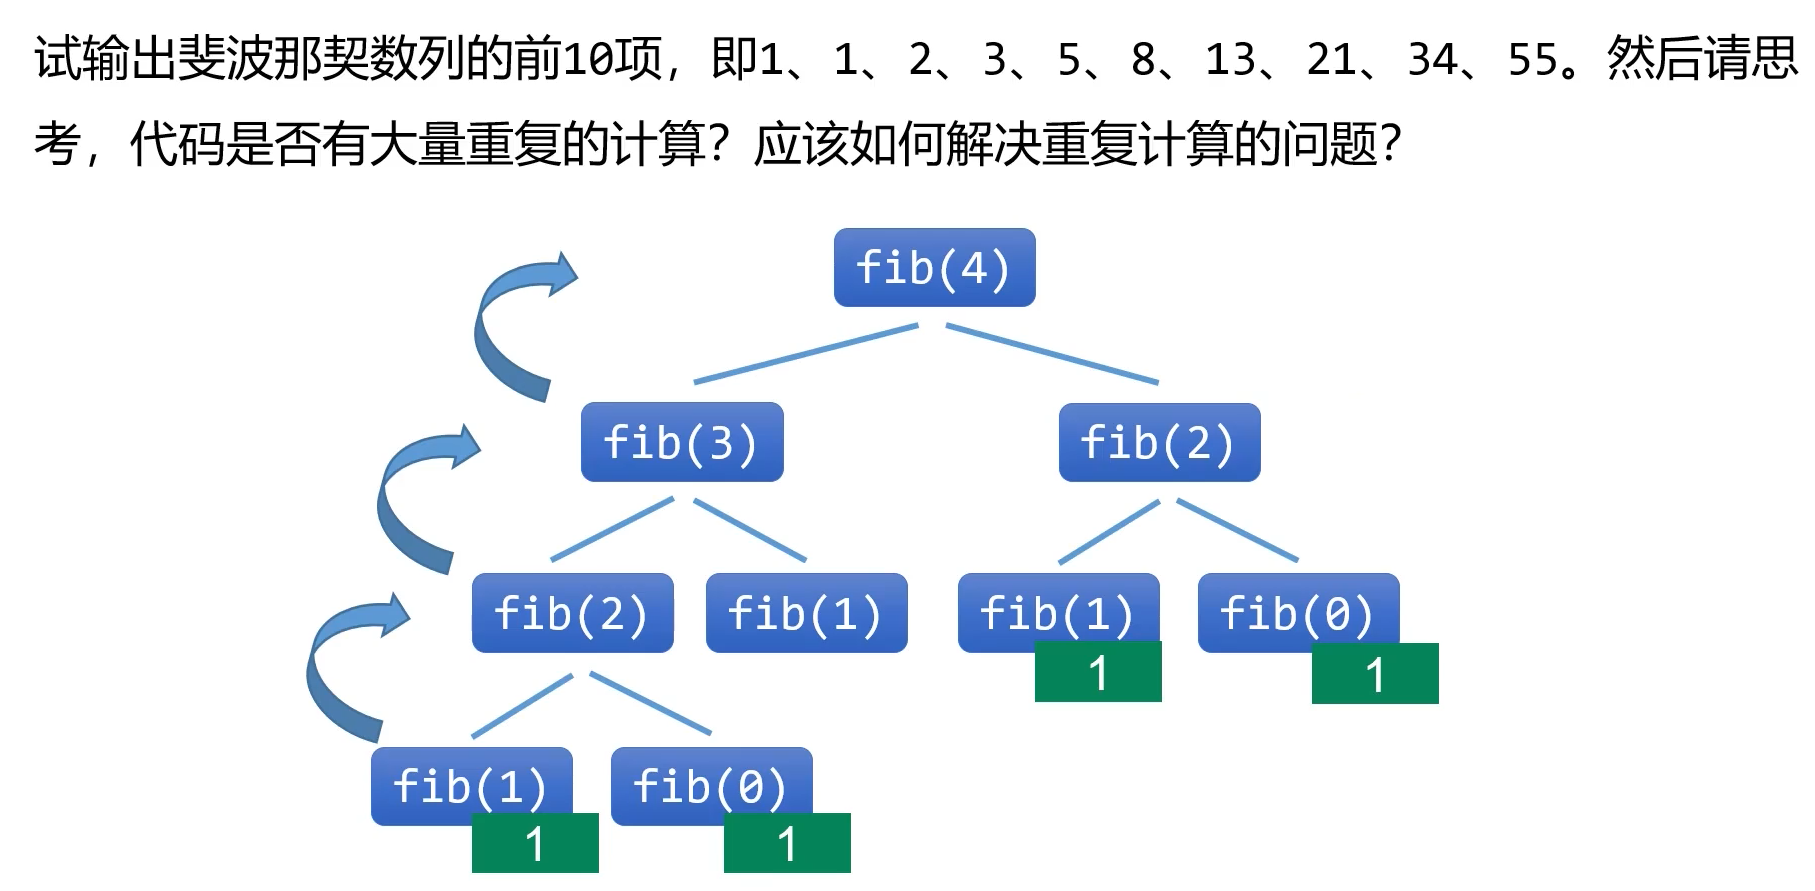 试输出斐波那契数列的前10项，即1、1、2、3、5、8、13、21、34、55。然后请思
考，代码是否有大量重复的计算？应该如何解决重复计算的问题？
fib(4)
fib(3)
fib(2)
fib(2)
fib(1)
fib(1)
fib(0)
1
1
fib(1)
fib(0)
1
1